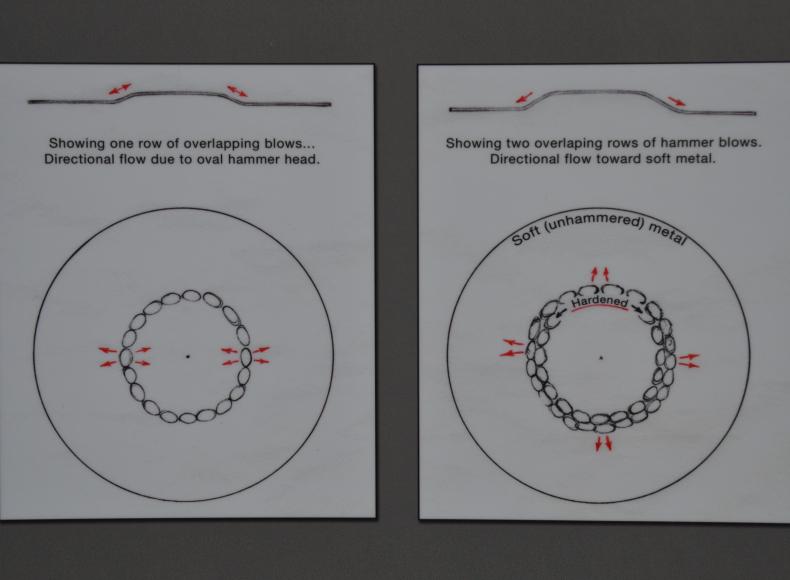 Showing one row of overlapping blows...
Directional flow due to oval hammer head.
Showing two overlaping rows of hammer blows.
Directional flow toward soft metal.
Soft (unhammered) metal
Hardened